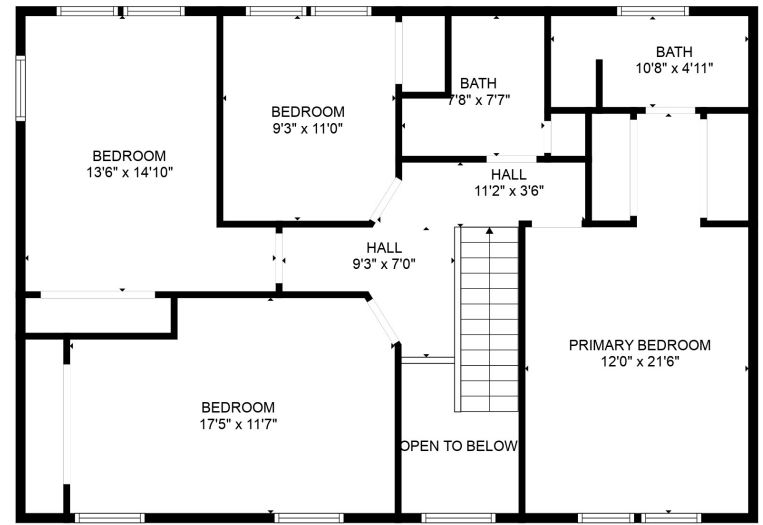 BATH
10'8" x 4'11"
BATH
7'8" x 7'7"
BEDROOM
9'3" x 11'0"
BEDROOM
13'6" x 14'10"
HALL
11'2" x 3'6"
HALL
9'3" x 7'0"
PRIMARY BEDROOM
12'0" x 21'6"
BEDROOM
17'5" x 11'7"
OPEN TO BELOW